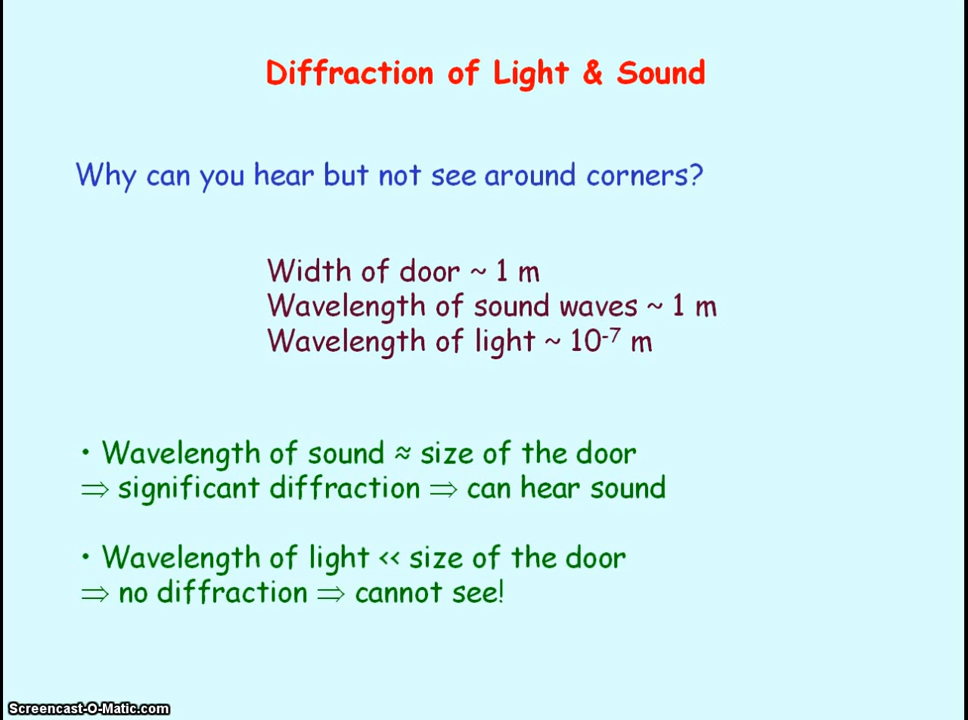 Diffraction of Light & Sound
Why can you hear but not see around corners?
Width of door ~ 1 m
Wavelength of sound waves ~ 1 m
Wavelength of light ~ 10⁻⁷ m
• Wavelength of sound ≈ size of the door
⇒ significant diffraction ⇒ can hear sound
• Wavelength of light << size of the door
⇒ no diffraction ⇒ cannot see!
Screencast-O-Matic.com